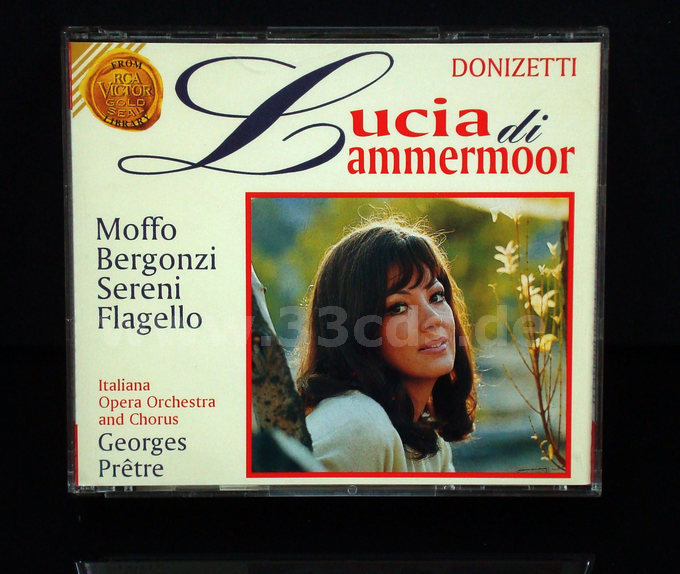 FROM
RCA
VICTOR
GOLD
SEAL
LIBRARY
DONIZETTI
Lucia di
Lammermoor
Moffo
Bergonzi
Sereni
Flagello
Italiana
Opera Orchestra
and Chorus
Georges
Prêtre